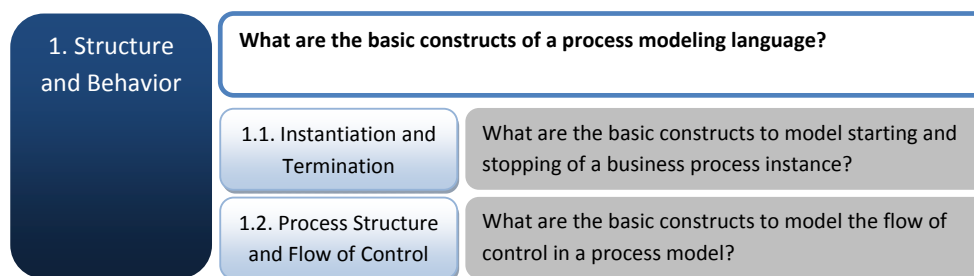 1. Structure
and Behavior
What are the basic constructs of a process modeling language?
1.1. Instantiation and
Termination
What are the basic constructs to model starting and
stopping of a business process instance?
1.2. Process Structure
and Flow of Control
What are the basic constructs to model the flow of
control in a process model?